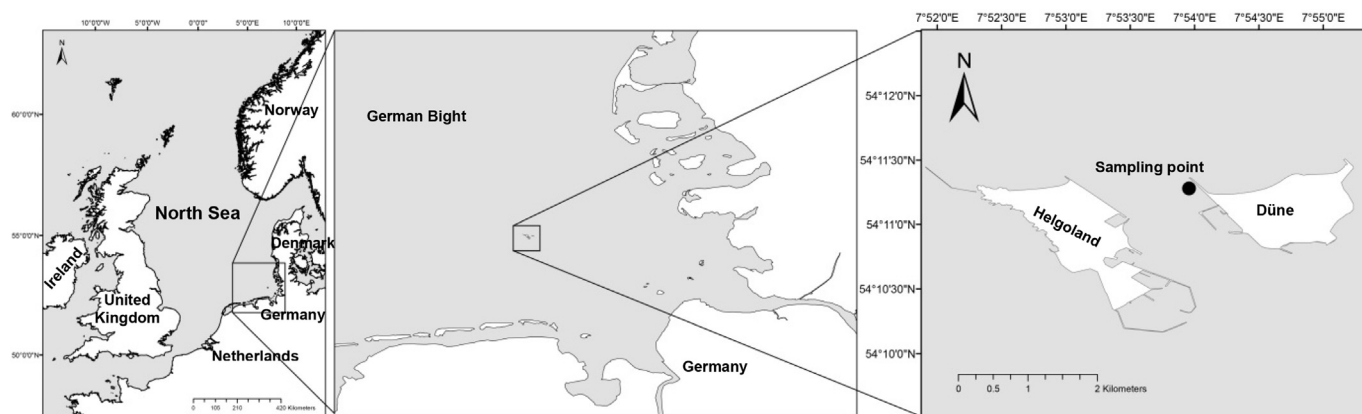 10°0'0"W 5°0'0"W 0°0'0" 5°0'0"E 10°0'0"E
N
60°0'0"N
55°0'0"N
50°0'0"N
Norway
North Sea
Denmark
Ireland
United
Kingdom
Germany
Netherlands
0 105 210 420 Kilometers
German Bight
Germany
7°52'0"E 7°52'30"E 7°53'0"E 7°53'30"E 7°54'0"E 7°54'30"E 7°55'0"E
54°12'0"N
54°11'30"N
54°11'0"N
54°10'30"N
54°10'0"N
N
Sampling point
Helgoland
Düne
0 0.5 1 2 Kilometers